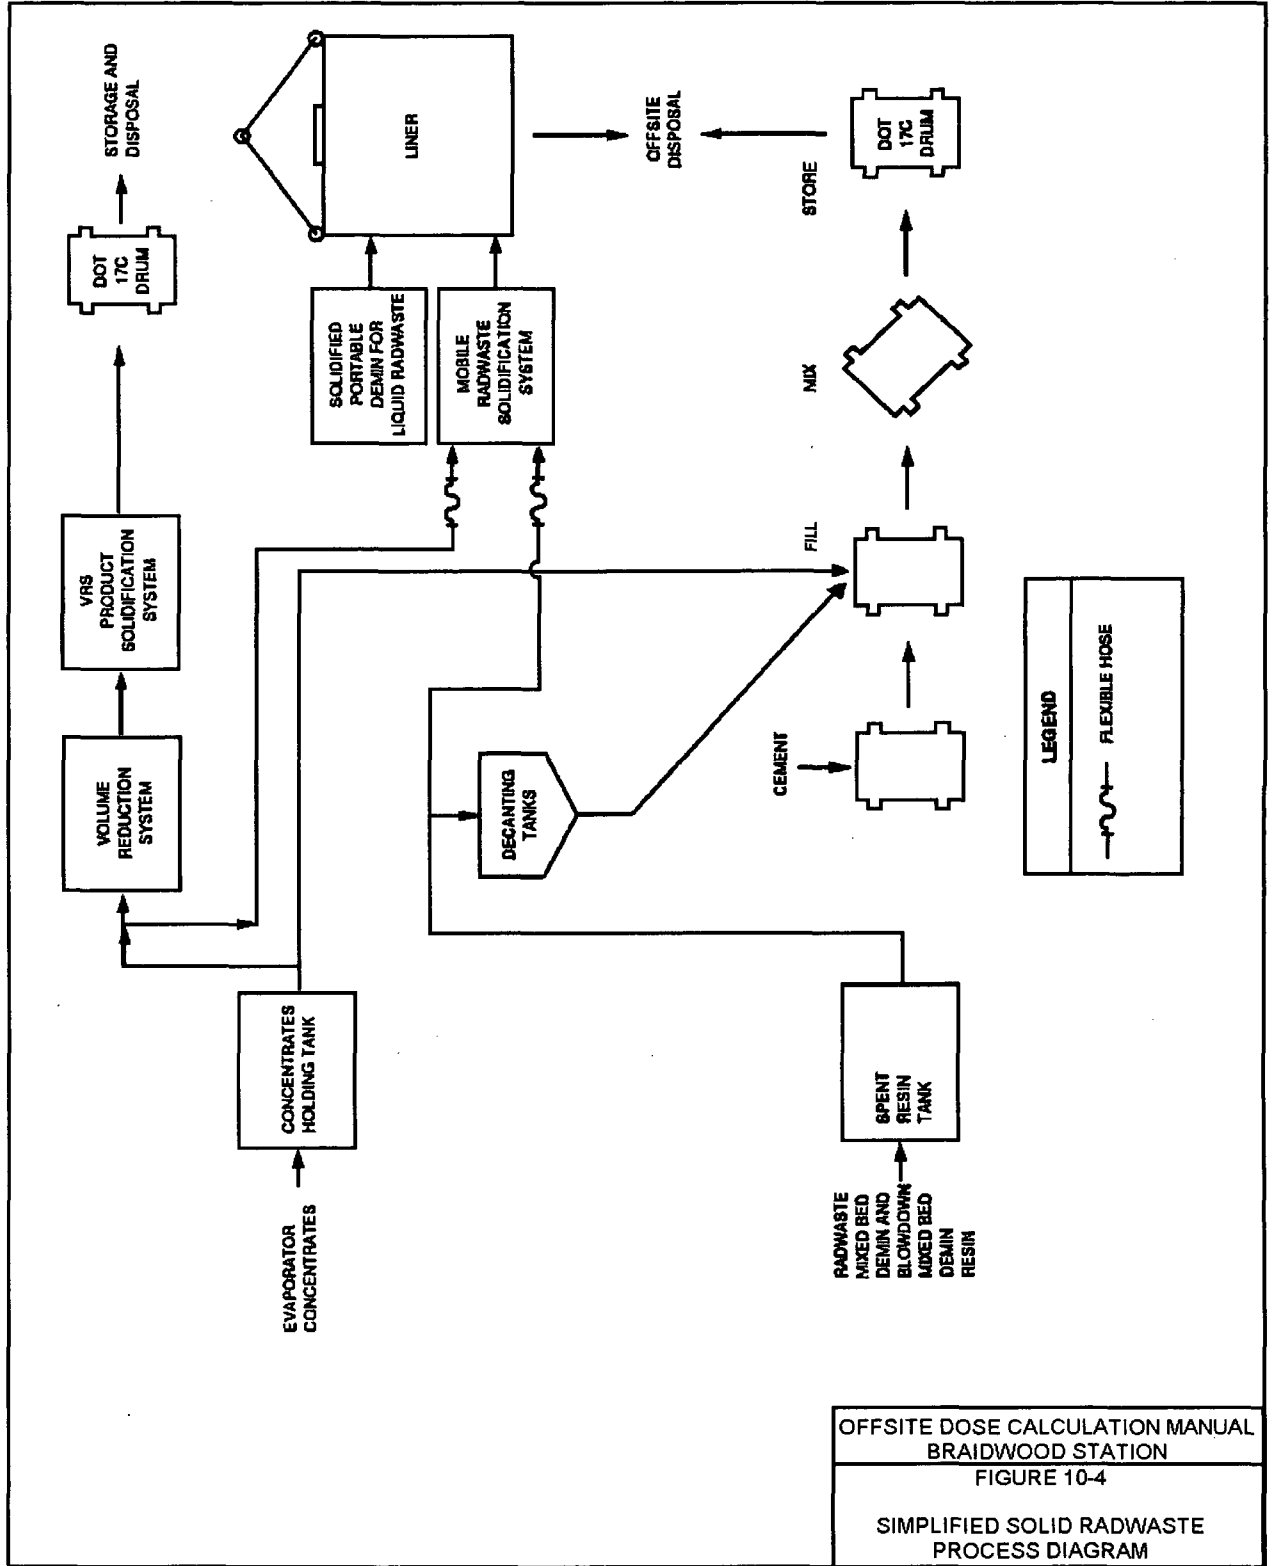 STORAGE AND
DISPOSAL
DOT
17C
DRUM
VRS
PRODUCT
SOLIDIFICATION
SYSTEM
VOLUME
REDUCTION
SYSTEM
LINER
SOLIDIFIED
PORTABLE
DEMIN FOR
LIQUID RADWASTE
MOBILE
RADWASTE
SOLIDIFICATION
SYSTEM
CONCENTRATES
HOLDING TANK
EVAPORATOR
CONCENTRATES
DECANTING
TANKS
OFFSITE
DISPOSAL
CEMENT
FILL
MIX
STORE
DOT
17C
DRUM
SPENT
RESIN
TANK
RADWASTE
MIXED BED
DEMIN AND
BLOWDOWN
MIXED BED
DEMIN
RESIN
LEGEND
FLEXIBLE HOSE
OFFSITE DOSE CALCULATION MANUAL
BRAIDWOOD STATION
FIGURE 10-4
SIMPLIFIED SOLID RADWASTE
PROCESS DIAGRAM